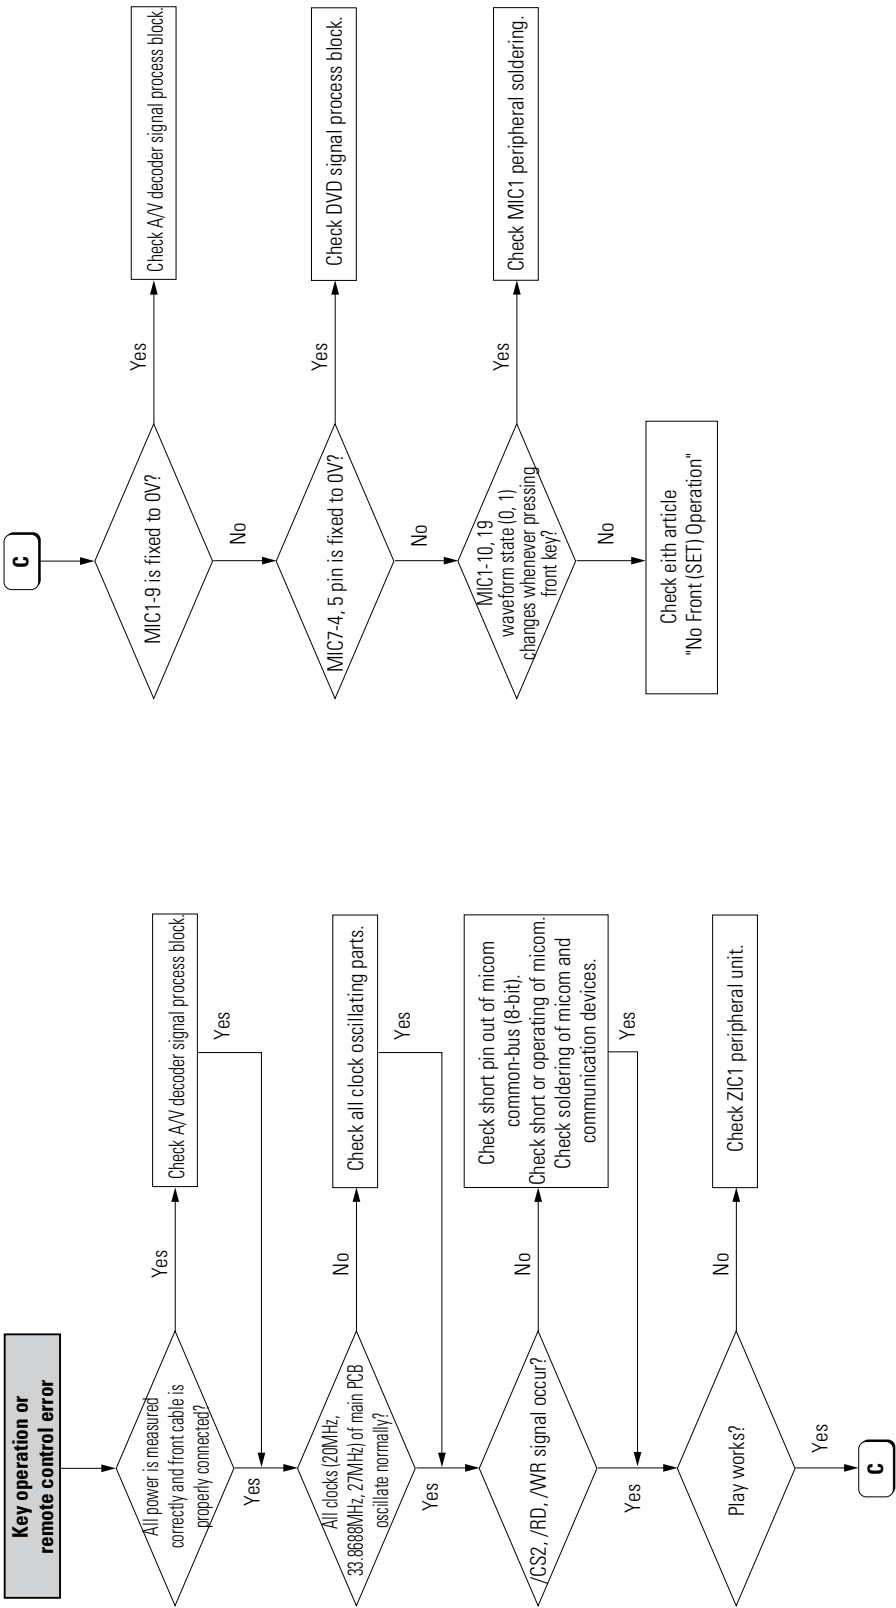 Key operation or
remote control error
All power is measured
correctly and front cable is
properly connected?
Yes
Check A/V decoder signal process block.
Yes
Yes
All clocks (20MHz,
33.8688MHz, 27MHz) of main PCB
oscillate normally?
No
Check all clock oscillating parts.
Yes
Yes
/CS2, /RD, /WR signal occur?
No
Check short pin out of micom
common-bus (8-bit).
Check short or operating of micom.
Check soldering of micom and
communication devices.
Yes
Yes
Play works?
No
Check ZIC1 peripheral unit.
Yes
C
C
MIC1-9 is fixed to 0V?
Yes
Check A/V decoder signal process block.
No
MIC7-4, 5 pin is fixed to 0V?
Yes
Check DVD signal process block.
No
MIC1-10, 19
waveform state (0, 1)
changes whenever pressing
front key?
Yes
Check MIC1 peripheral soldering.
No
Check eith article
"No Front (SET) Operation"